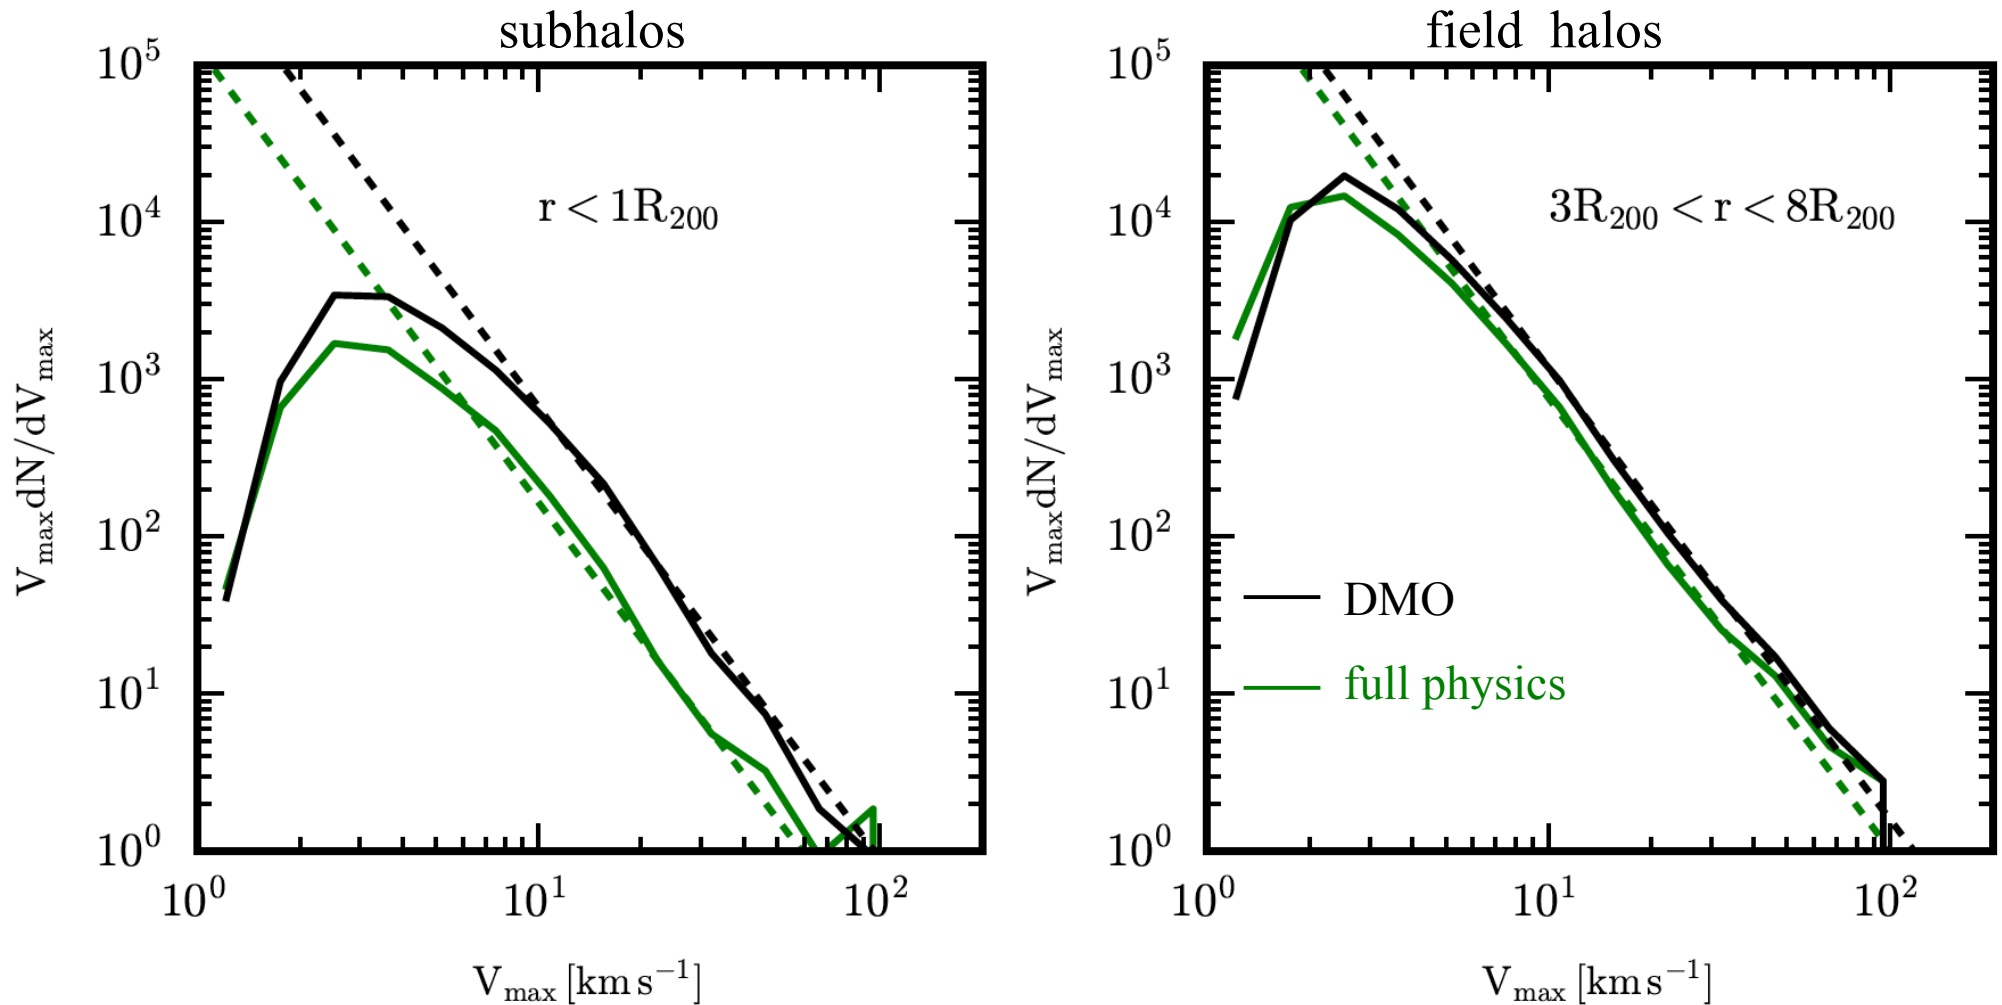 subhalos
10^5
10^4
10^3
10^2
10^1
10^0
V_max dN/dV_max
r < 1R_200
10^0 10^1 10^2
V_max [km s^−1]
field halos
10^5
10^4
10^3
10^2
10^1
10^0
V_max dN/dV_max
3R_200 < r < 8R_200
DMO
full physics
10^0 10^1 10^2
V_max [km s^−1]